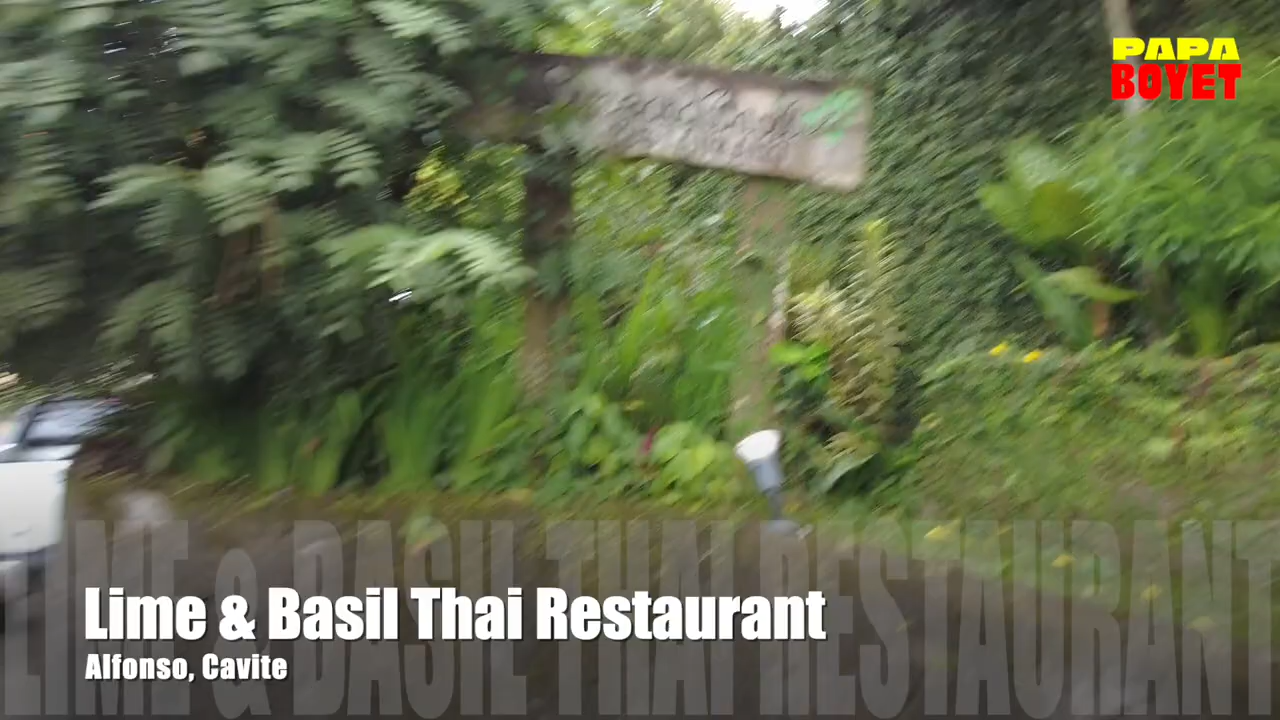 PAPA
BOYET
LIME & BASIL THAI RESTAURANT
Lime & Basil Thai Restaurant
Alfonso, Cavite